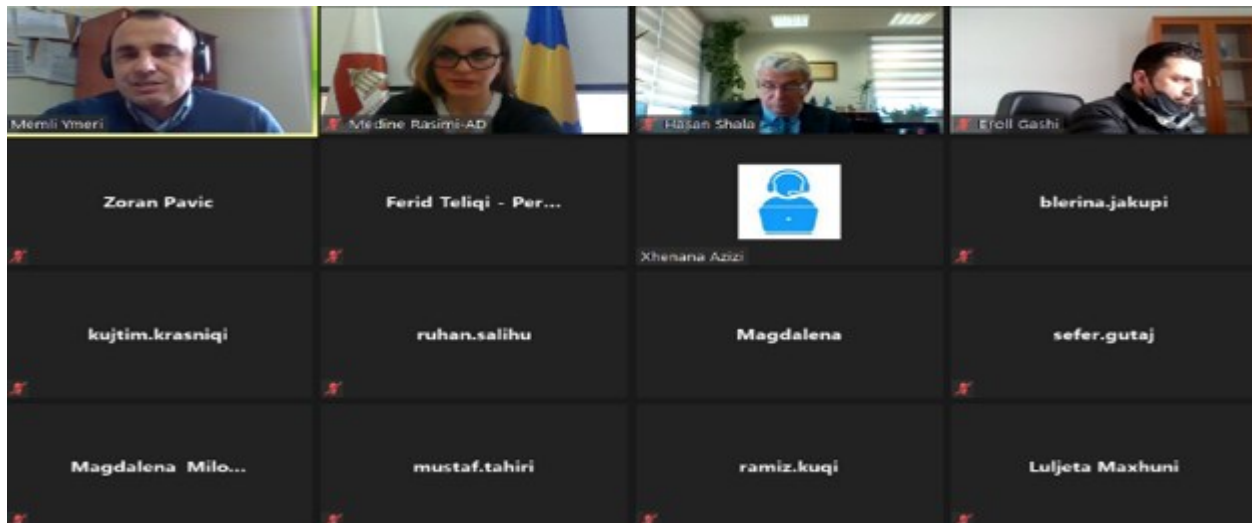 Memli Ymeri
Medine Rasimi-AD
Hasan Shala
Eroll Gashi
Zoran Pavic
Ferid Teliqi - Per...
Xhenana Azizi
blerina.jakupi
kujtim.krasniqi
ruhan.salihu
Magdalena
sefer.gutaj
Magdalena Milo...
mustaf.tahiri
ramiz.kuqi
Luljeta Maxhuni